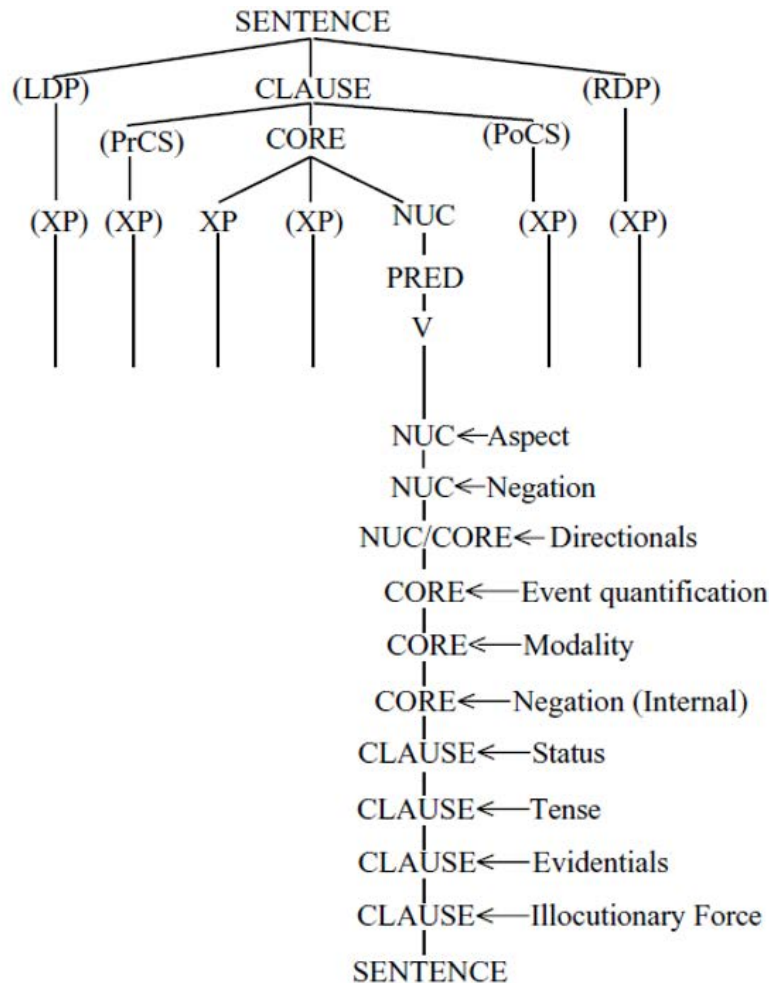 SENTENCE
(LDP) CLAUSE (RDP)
(PrCS) CORE (PoCS)
(XP) (XP) XP (XP) NUC (XP) (XP)
PRED
V
NUC Aspect
NUC Negation
NUC/CORE Directionals
CORE Event quantification
CORE Modality
CORE Negation (Internal)
CLAUSE Status
CLAUSE Tense
CLAUSE Evidentials
CLAUSE Illocutionary Force
SENTENCE